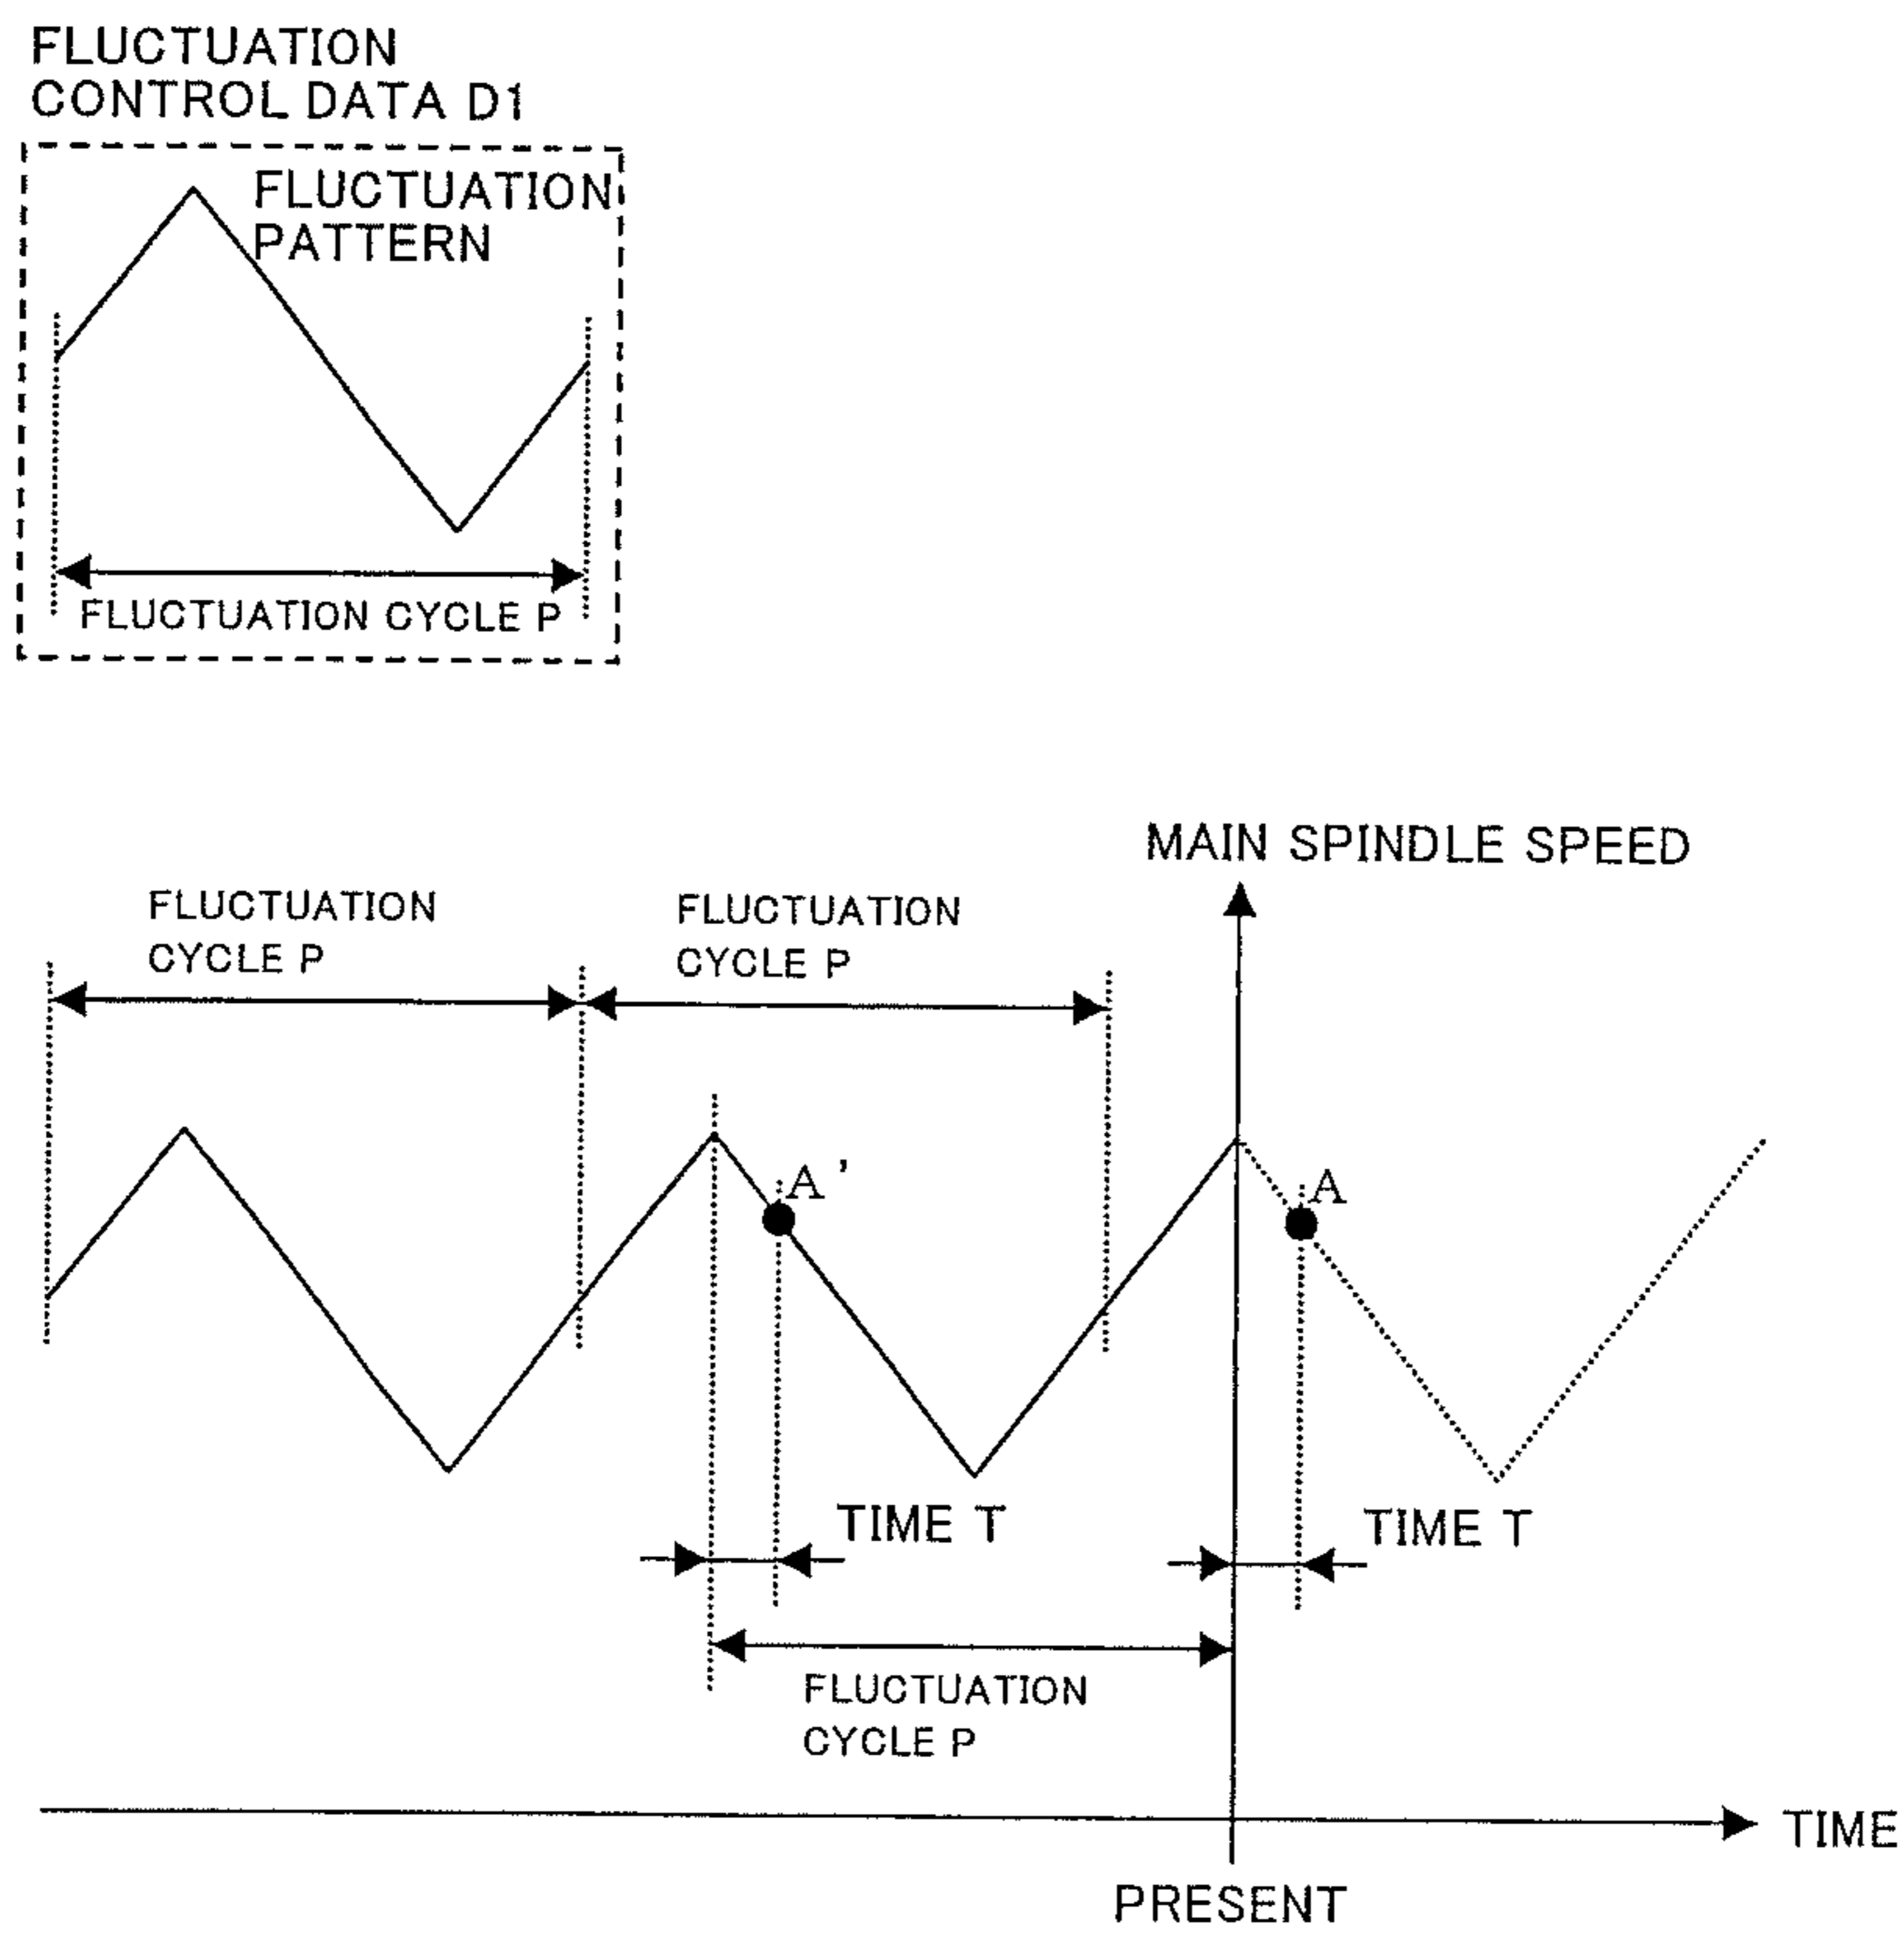 FLUCTUATION
CONTROL DATA D1
FLUCTUATION
PATTERN
FLUCTUATION CYCLE P
MAIN SPINDLE SPEED
FLUCTUATION
CYCLE P
FLUCTUATION
CYCLE P
A'
A
TIME T
TIME T
FLUCTUATION
CYCLE P
TIME
PRESENT